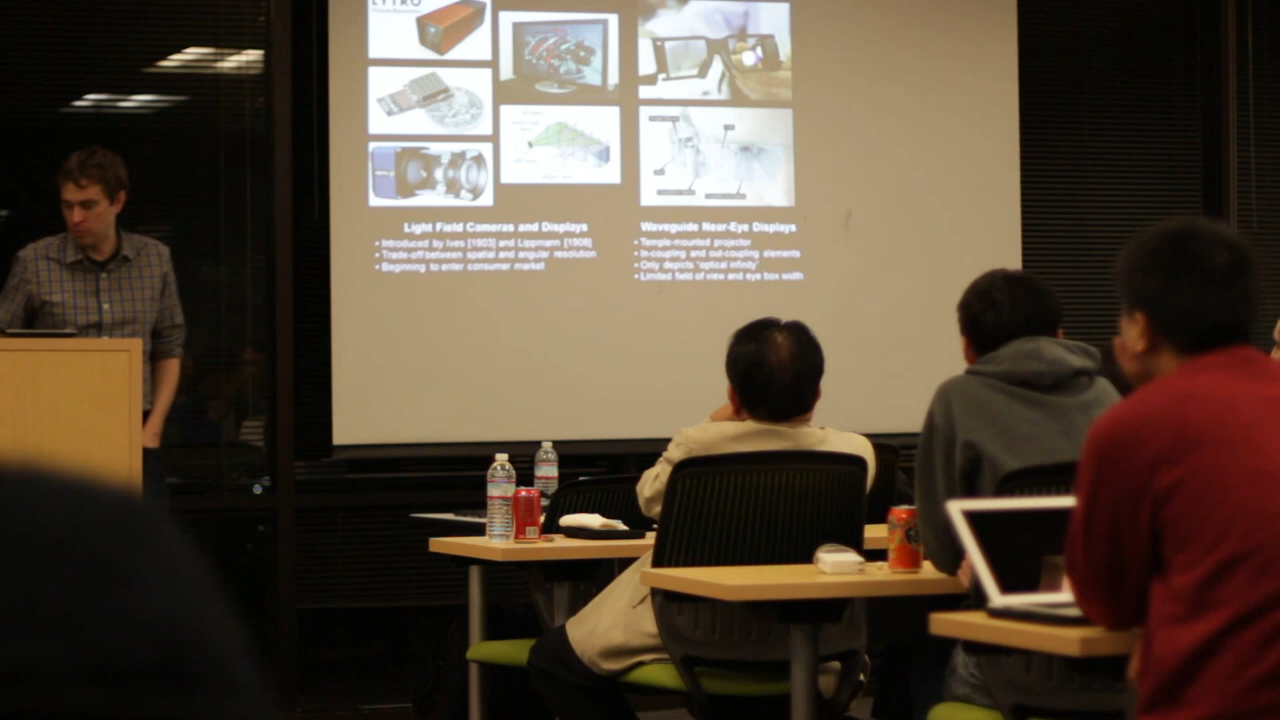 LYTRO
Light Field Cameras and Displays
• Introduced by Ives [1903] and Lippmann [1908]
• Trade-off between spatial and angular resolution
• Beginning to enter consumer market
Waveguide Near-Eye Displays
• Temple-mounted projector
• In-coupling and out-coupling elements
• Only depicts "optical infinity"
• Limited field of view and eye box width